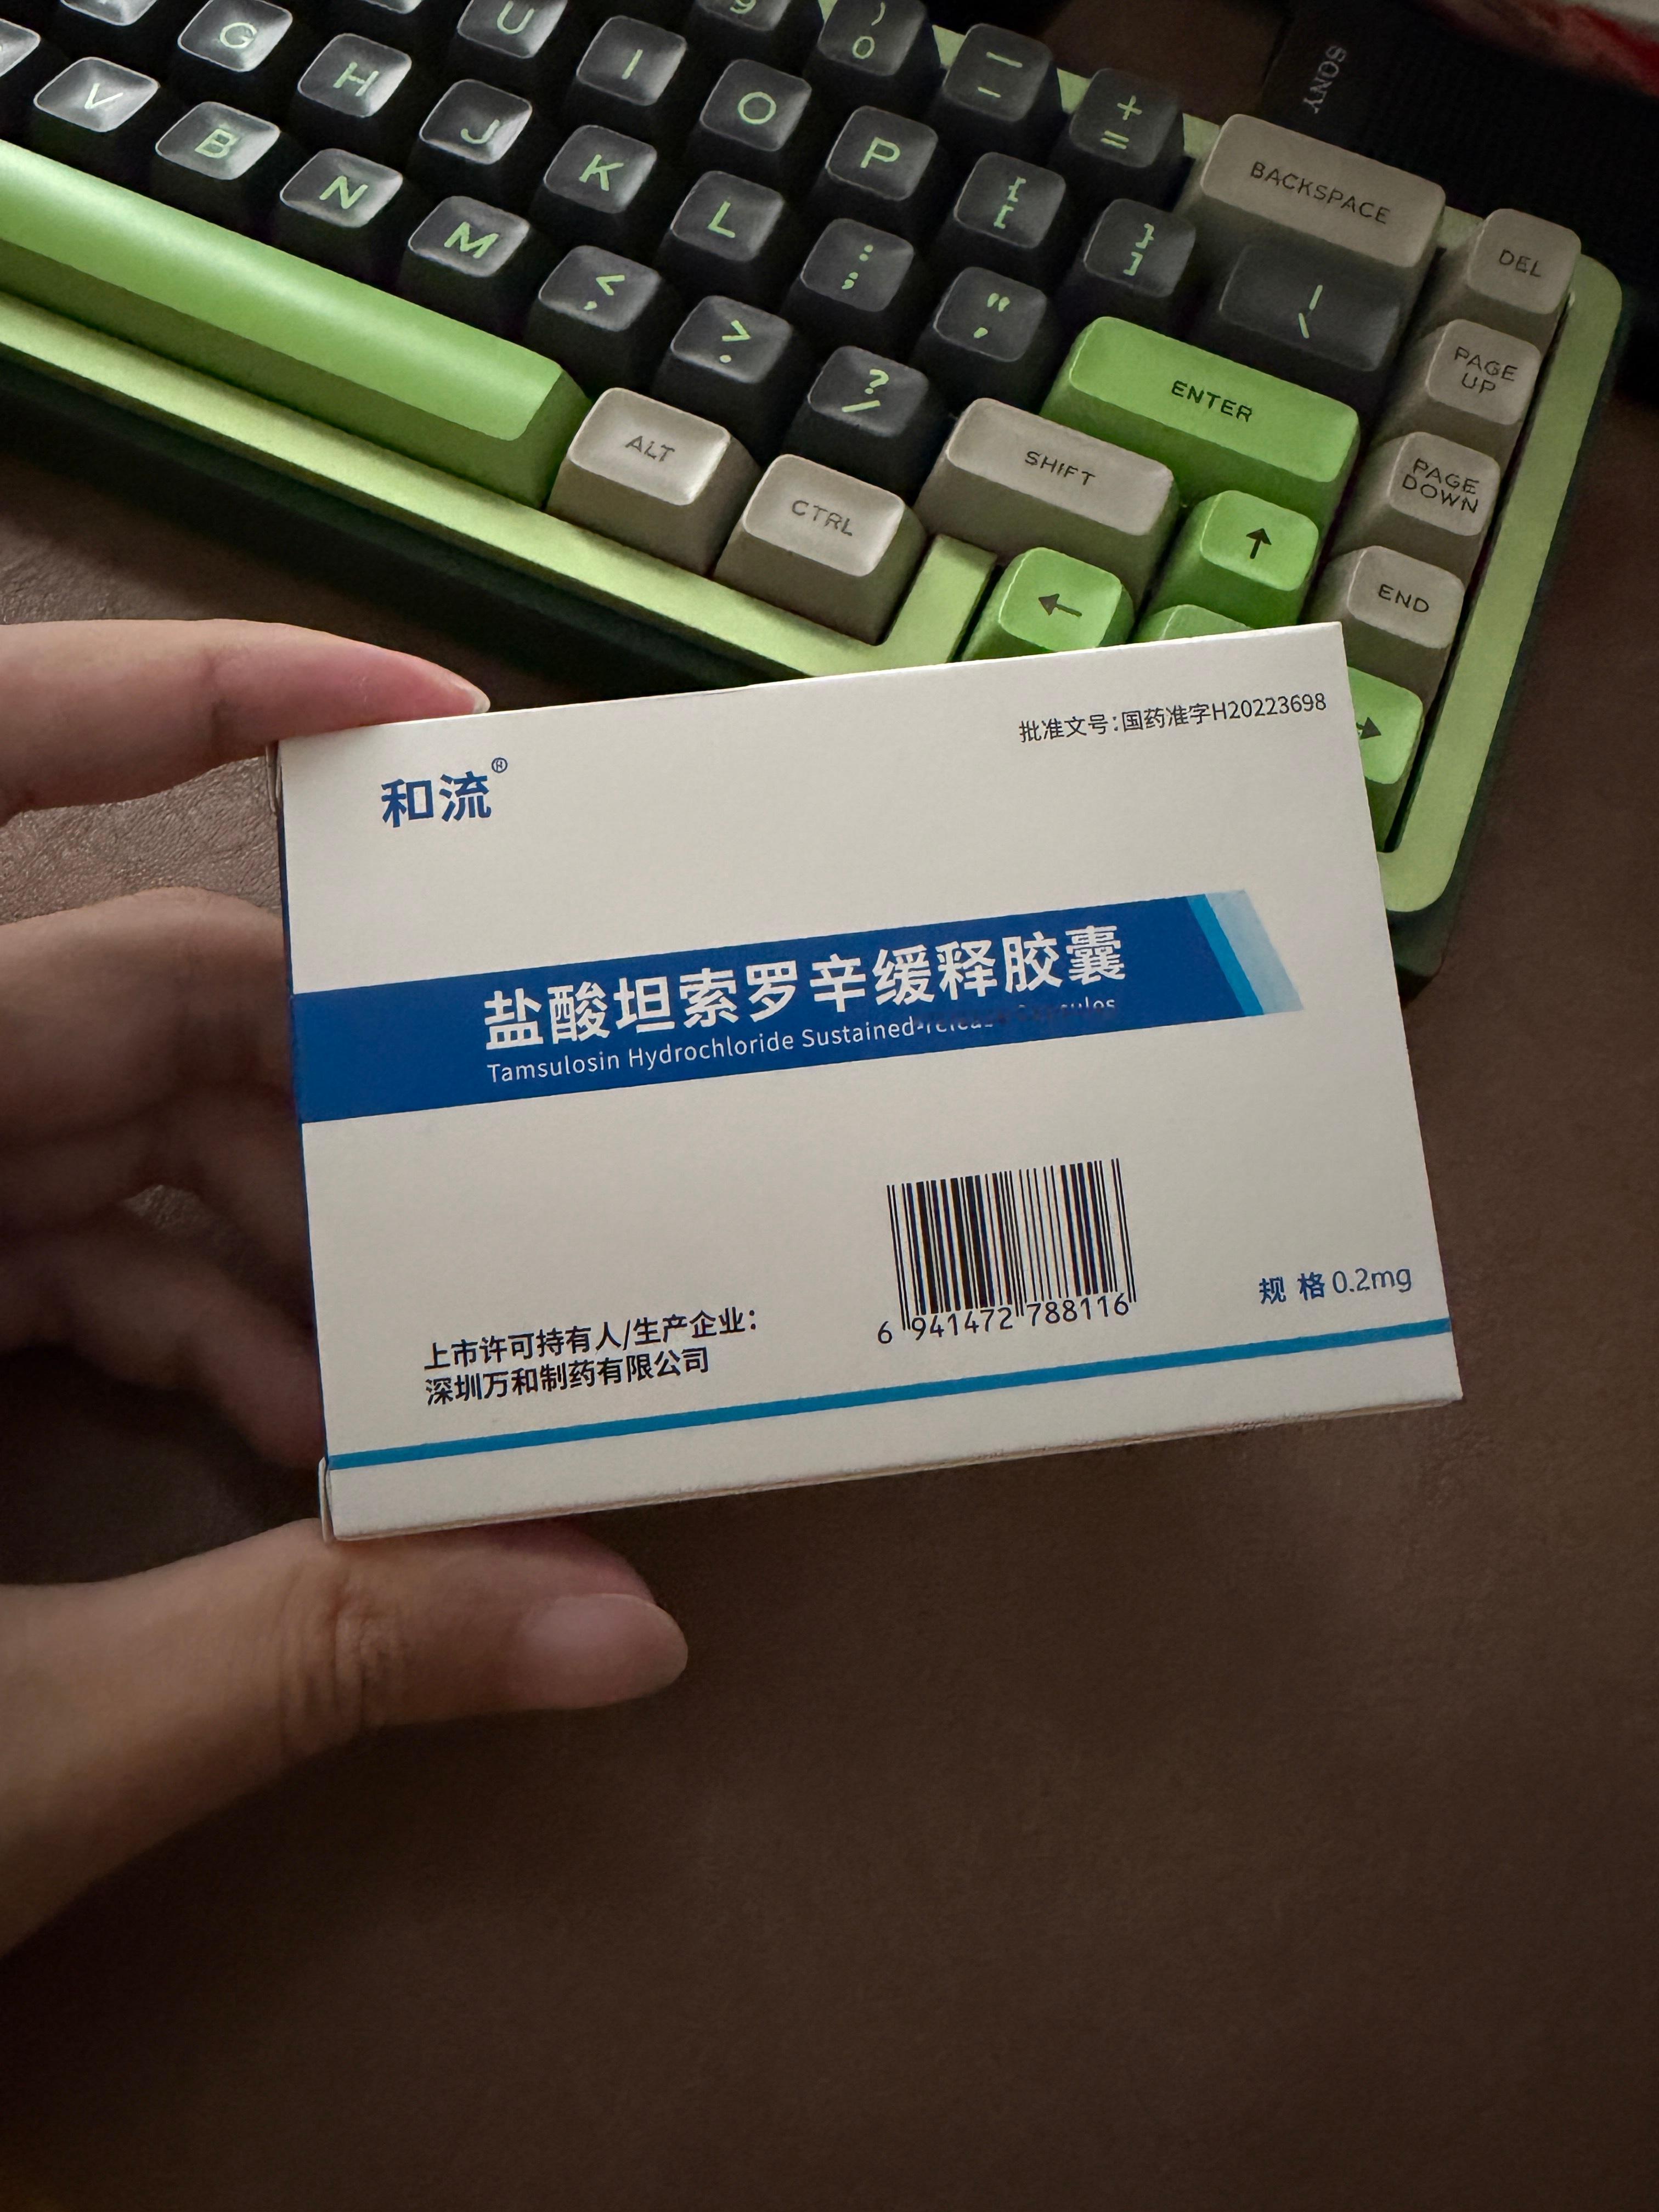 9
)
0
—
-
+
=
BACKSPACE
SONY
U
I
O
P
{
[
}
]
|
\
DEL
G
H
J
K
L
:
;
"
'
ENTER
PAGE
UP
V
B
N
M
<
,
>
.
?
/
SHIFT
PAGE
DOWN
ALT
CTRL
↑
END
←
→
批准文号:国药准字H20223698
和流®
盐酸坦索罗辛缓释胶囊
Tamsulosin Hydrochloride Sustained
6 941472 788116
规 格 0.2mg
上市许可持有人/生产企业:
深圳万和制药有限公司